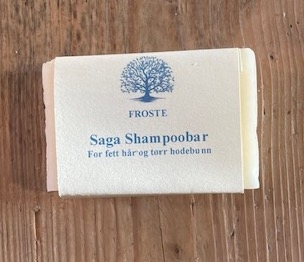 FROSTE
Saga Shampoobar
For fett hår og tørr hodebunn